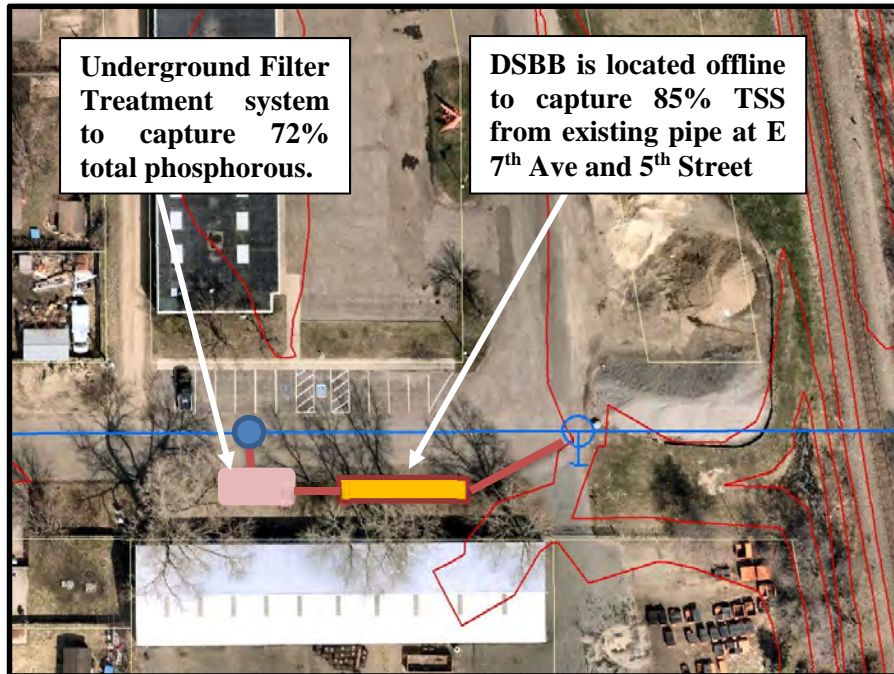 Underground Filter
Treatment system
to capture 72%
total phosphorous.
DSBB is located offline
to capture 85% TSS
from existing pipe at E
7th Ave and 5th Street